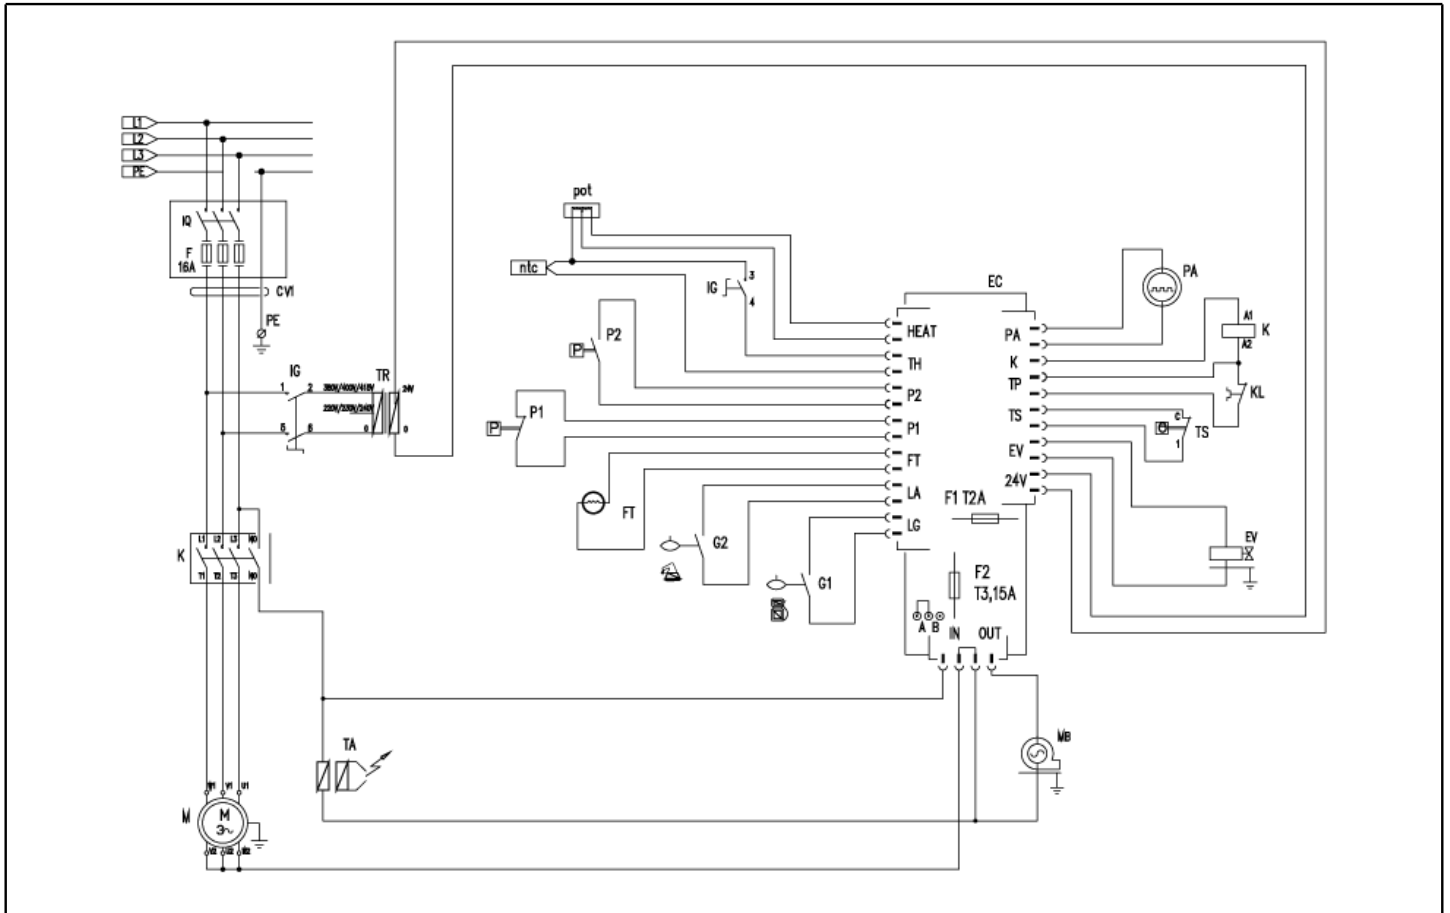 L1
L2
L3
PE
IQ
F
16A
CV1
PE
IG
1 2
5 6
380V/400V/415V
220V/230V/240V
0
TR
24V
0
pot
ntc
IG
3
4
P
P2
P
P1
FT
G2
G1
EC
HEAT
TH
P2
P1
FT
LA
LG
PA
K
TP
TS
EV
24V
F1 T2A
F2
T3,15A
A B
IN OUT
PA
A1
K
A2
KL
C
TS
1
EV
K
L1 L2 L3 NO
T1 T2 T3 NO
TA
MB
V1 U1
M
M
3~